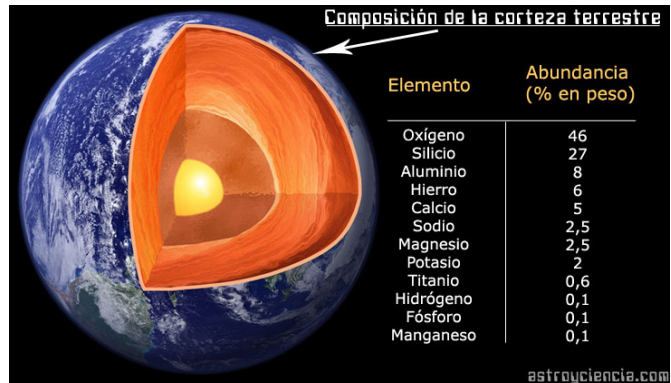 Composición de la corteza terrestre
Elemento Abundancia
(% en peso)
Oxígeno 46
Silicio 27
Aluminio 8
Hierro 6
Calcio 5
Sodio 2,5
Magnesio 2,5
Potasio 2
Titanio 0,6
Hidrógeno 0,1
Fósforo 0,1
Manganeso 0,1
astroyciencia.com